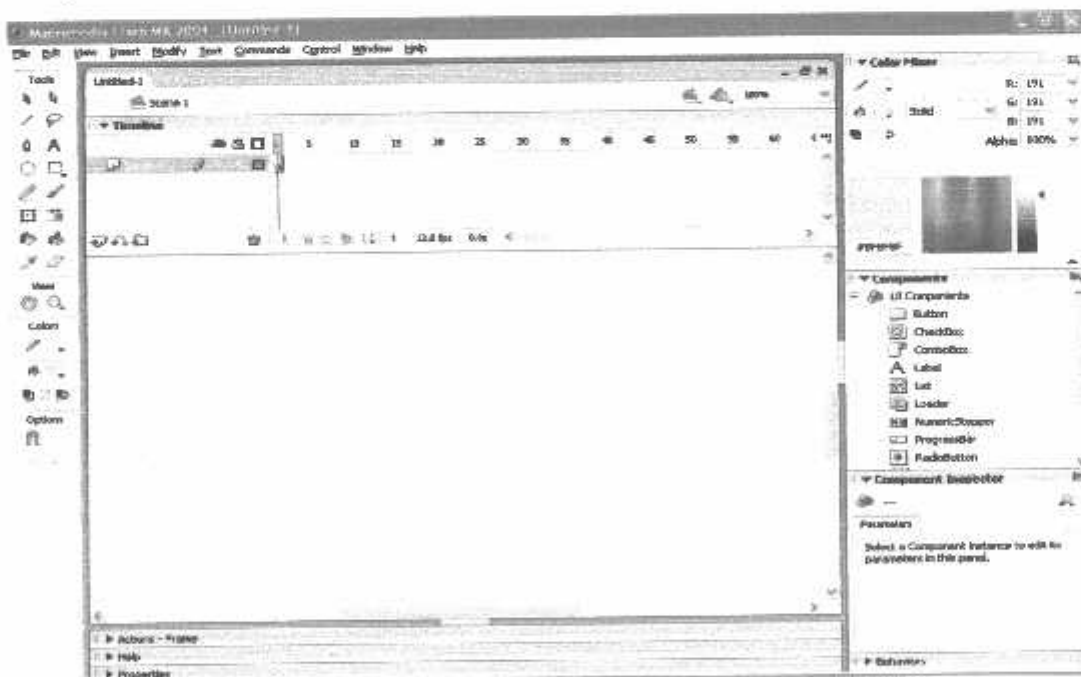 Macromedia Flash MX 2004 - [Untitled-1]
File Edit View Insert Modify Text Commands Control Window Help
Tools
View
Colors
Options
Untitled-1
Scene 1
100%
Timeline
5 10 15 20 25 30 35 40 45 50 55 60
1 12.0 fps 0.0s
Actions - Frame
Help
Properties
Color Mixer
R: 191
Solid
G: 191
B: 191
Alpha: 100%
#BFBFBF
Components
UI Components
Button
CheckBox
ComboBox
Label
List
Loader
NumericStepper
ProgressBar
RadioButton
Component Inspector
Parameters
Select a Component instance to edit its
parameters in this panel.
Behaviors